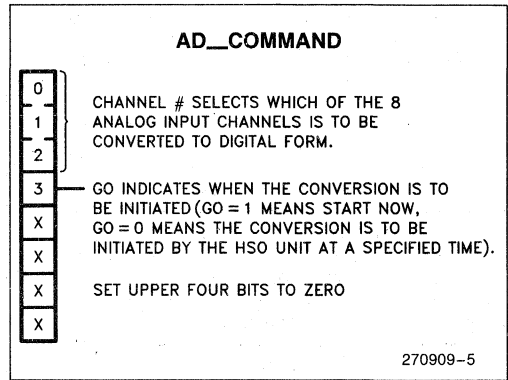 AD__COMMAND
0
1
2
CHANNEL # SELECTS WHICH OF THE 8
ANALOG INPUT CHANNELS IS TO BE
CONVERTED TO DIGITAL FORM.
3
GO INDICATES WHEN THE CONVERSION IS TO
BE INITIATED (GO = 1 MEANS START NOW,
GO = 0 MEANS THE CONVERSION IS TO BE
INITIATED BY THE HSO UNIT AT A SPECIFIED TIME).
X
X
X
SET UPPER FOUR BITS TO ZERO
X
270909-5